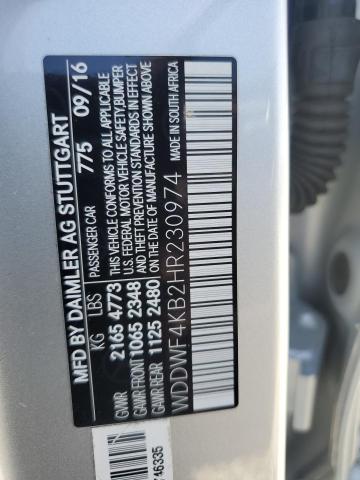 MFD BY DAIMLER AG STUTTGART
PASSENGER CAR 775 09/16
KG LBS
GVWR 2165 4773
GAWR FRONT 1065 2348
GAWR REAR 1125 2480
THIS VEHICLE CONFORMS TO ALL APPLICABLE
U.S. FEDERAL MOTOR VEHICLE SAFETY,BUMPER
AND THEFT PREVENTION STANDARDS IN EFFECT
ON THE DATE OF MANUFACTURE SHOWN ABOVE
WDDWF4KB2HR230974
MADE IN SOUTH AFRICA